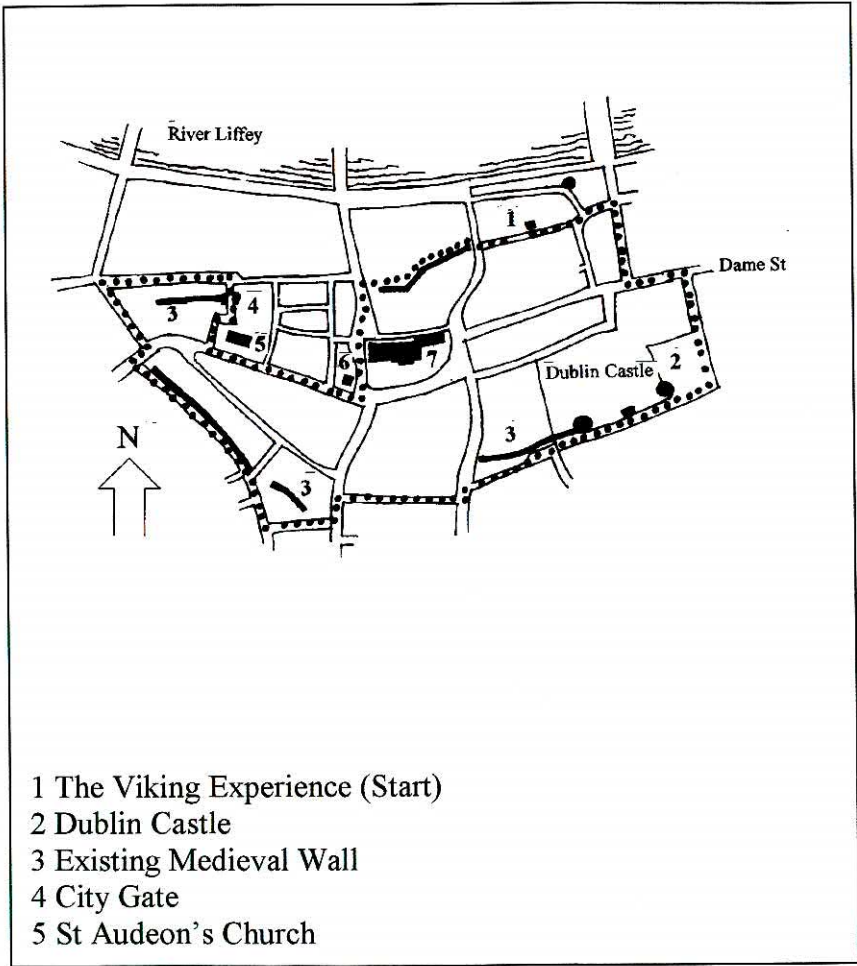 River Liffey
1
Dame St
3
4
5
6
7
Dublin Castle
2
3
N
3
1 The Viking Experience (Start)
2 Dublin Castle
3 Existing Medieval Wall
4 City Gate
5 St Audeon's Church